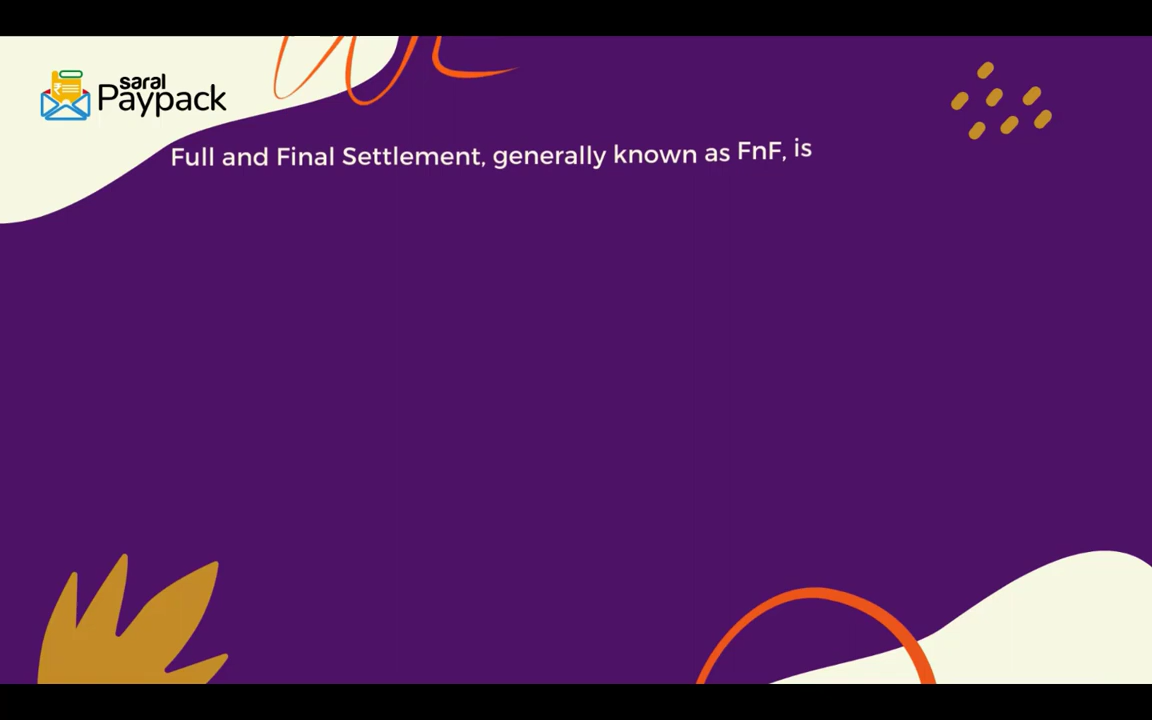 saral
Paypack
Full and Final Settlement, generally known as FnF, is